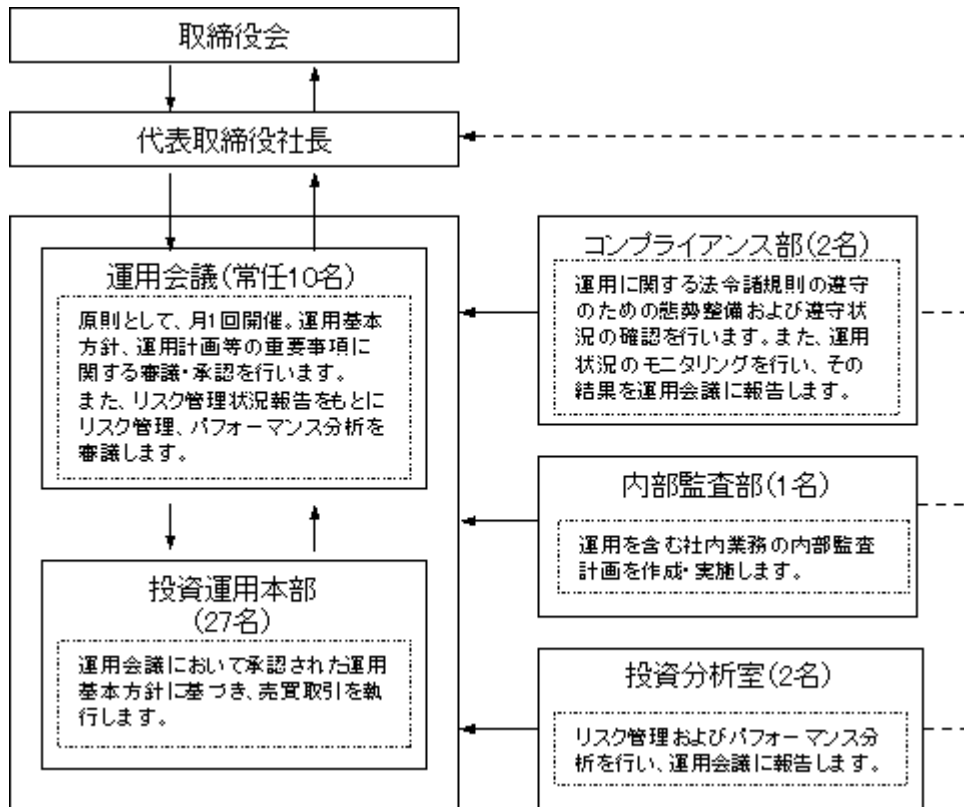 取締役会
代表取締役社長
運用会議(常任10名)
原則として、月1回開催。運用基本
方針、運用計画等の重要事項に
関する審議・承認を行います。
また、リスク管理状況報告をもとに
リスク管理、パフォーマンス分析を
審議します。
投資運用本部
(27名)
運用会議において承認された運用
基本方針に基づき、売買取引を執
行します。
コンプライアンス部(2名)
運用に関する法令諸規則の遵守
のための態勢整備および遵守状
況の確認を行います。また、運用
状況のモニタリングを行い、その
結果を運用会議に報告します。
内部監査部(1名)
運用を含む社内業務の内部監査
計画を作成・実施します。
投資分析室(2名)
リスク管理およびパフォーマンス分
析を行い、運用会議に報告します。